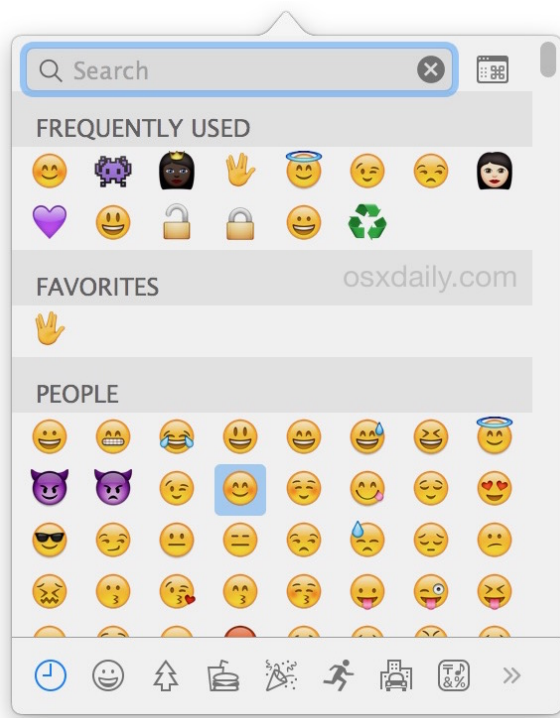 Search
FREQUENTLY USED
FAVORITES
osxdaily.com
PEOPLE